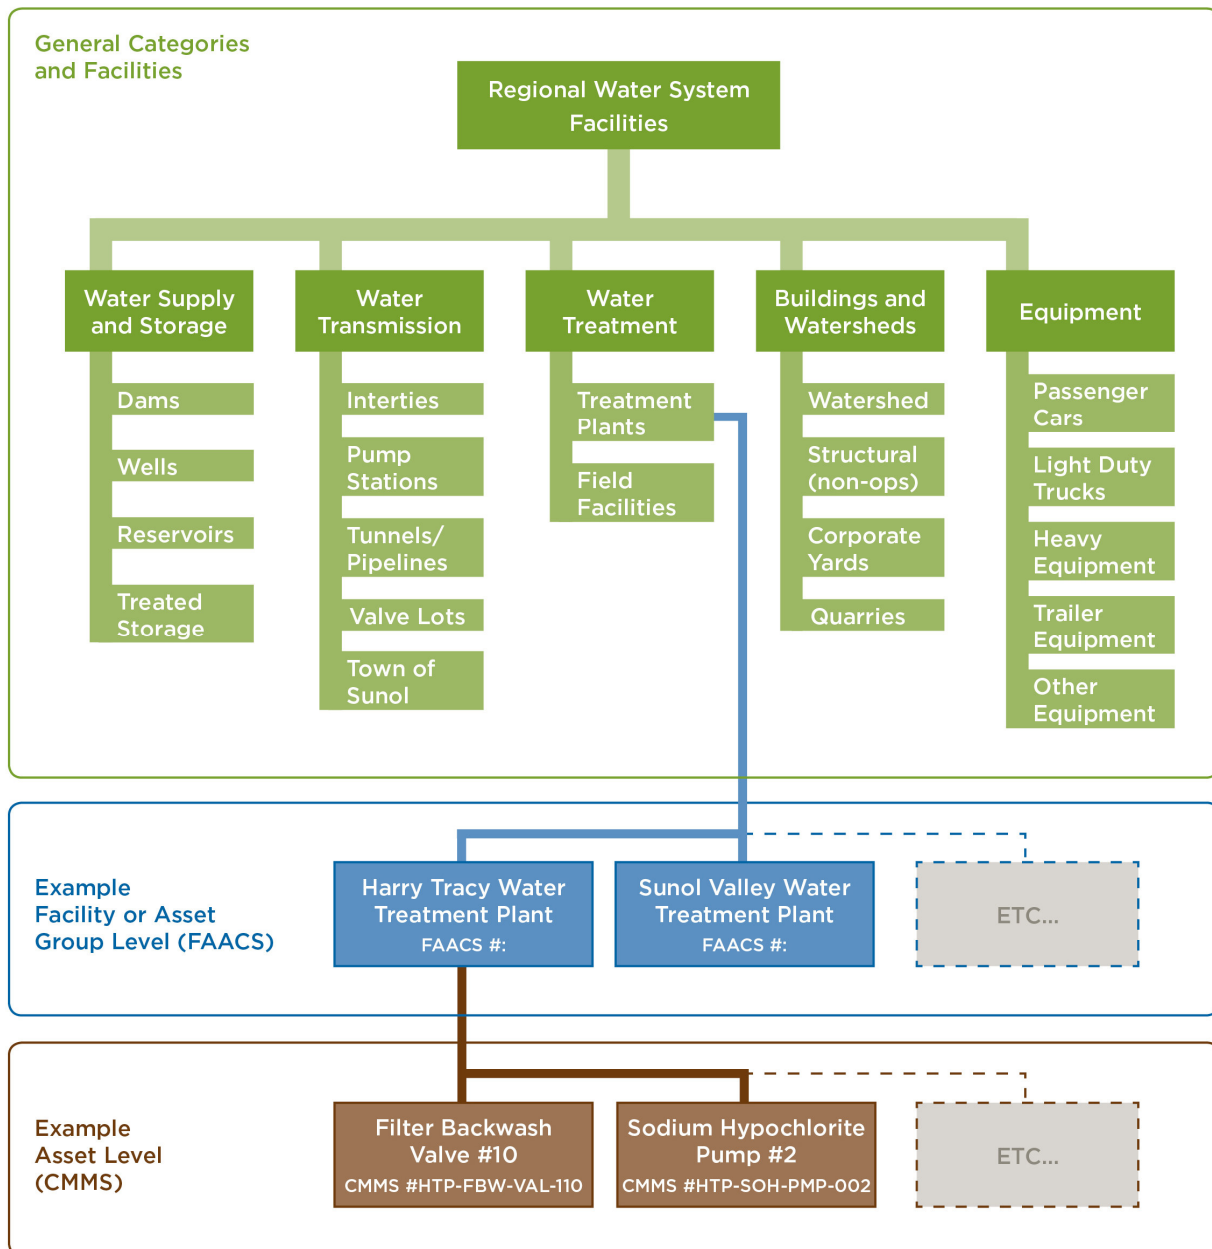 General Categories
and Facilities
Regional Water System
Facilities
Water Supply
and Storage
Dams
Wells
Reservoirs
Treated
Storage
Water
Transmission
Interties
Pump
Stations
Tunnels/
Pipelines
Valve Lots
Town of
Sunol
Water
Treatment
Treatment
Plants
Field
Facilities
Buildings and
Watersheds
Watershed
Structural
(non-ops)
Corporate
Yards
Quarries
Equipment
Passenger
Cars
Light Duty
Trucks
Heavy
Equipment
Trailer
Equipment
Other
Equipment
Example
Facility or Asset
Group Level (FAACS)
Harry Tracy Water
Treatment Plant
FAACS #:
Sunol Valley Water
Treatment Plant
FAACS #:
ETC...
Example
Asset Level
(CMMS)
Filter Backwash
Valve #10
CMMS #HTP-FBW-VAL-110
Sodium Hypochlorite
Pump #2
CMMS #HTP-SOH-PMP-002
ETC...